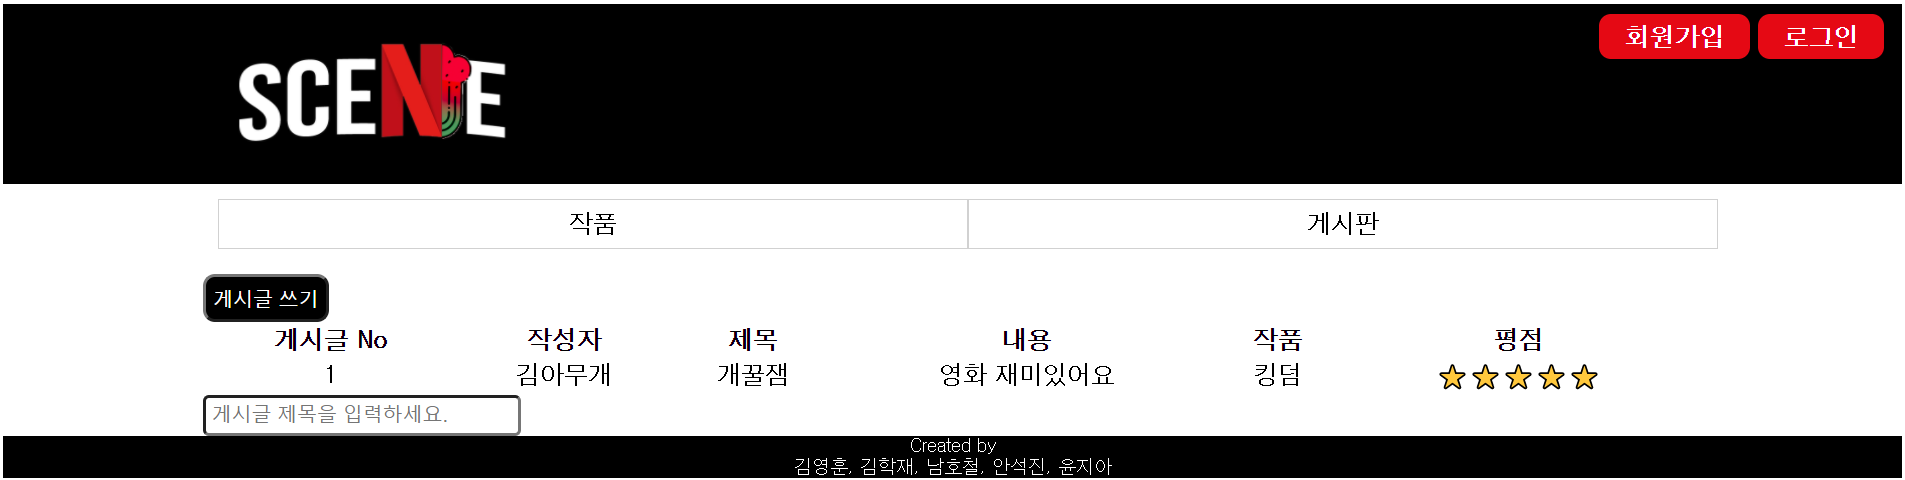 회원가입 로그인
SCENE
작품 게시판
게시글 쓰기
게시글 No 작성자 제목 내용 작품 평점
1 김아무개 개꿀잼 영화 재미있어요 킹덤 ⭐⭐⭐⭐⭐
게시글 제목을 입력하세요.
Created by
김영훈, 김학재, 남호철, 안석진, 윤지아